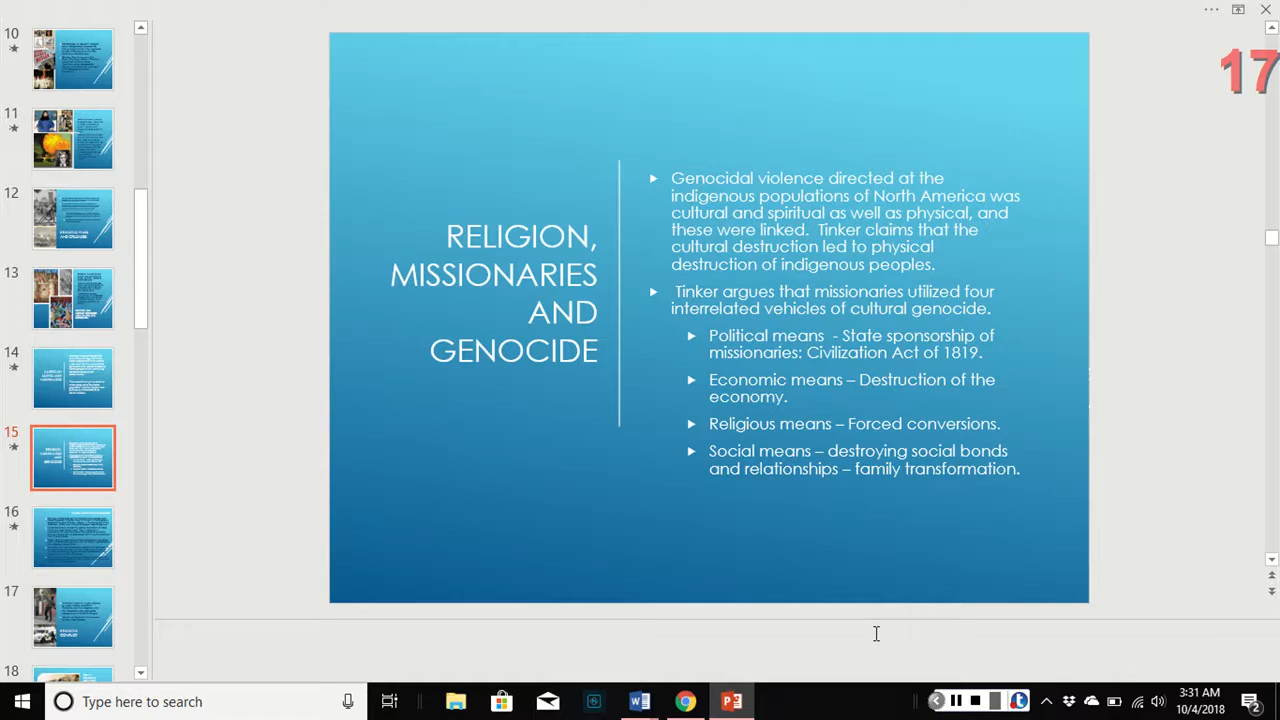 10
11
12
13
14
15
16
17
18
17
RELIGION,
MISSIONARIES
AND
GENOCIDE
Genocidal violence directed at the
indigenous populations of North America was
cultural and spiritual as well as physical, and
these were linked.  Tinker claims that the
cultural destruction led to physical
destruction of indigenous peoples.
Tinker argues that missionaries utilized four
interrelated vehicles of cultural genocide.
Political means  - State sponsorship of
missionaries: Civilization Act of 1819.
Economic means – Destruction of the
economy.
Religious means – Forced conversions.
Social means – destroying social bonds
and relationships – family transformation.
Type here to search
3:31 AM
10/4/2018
2